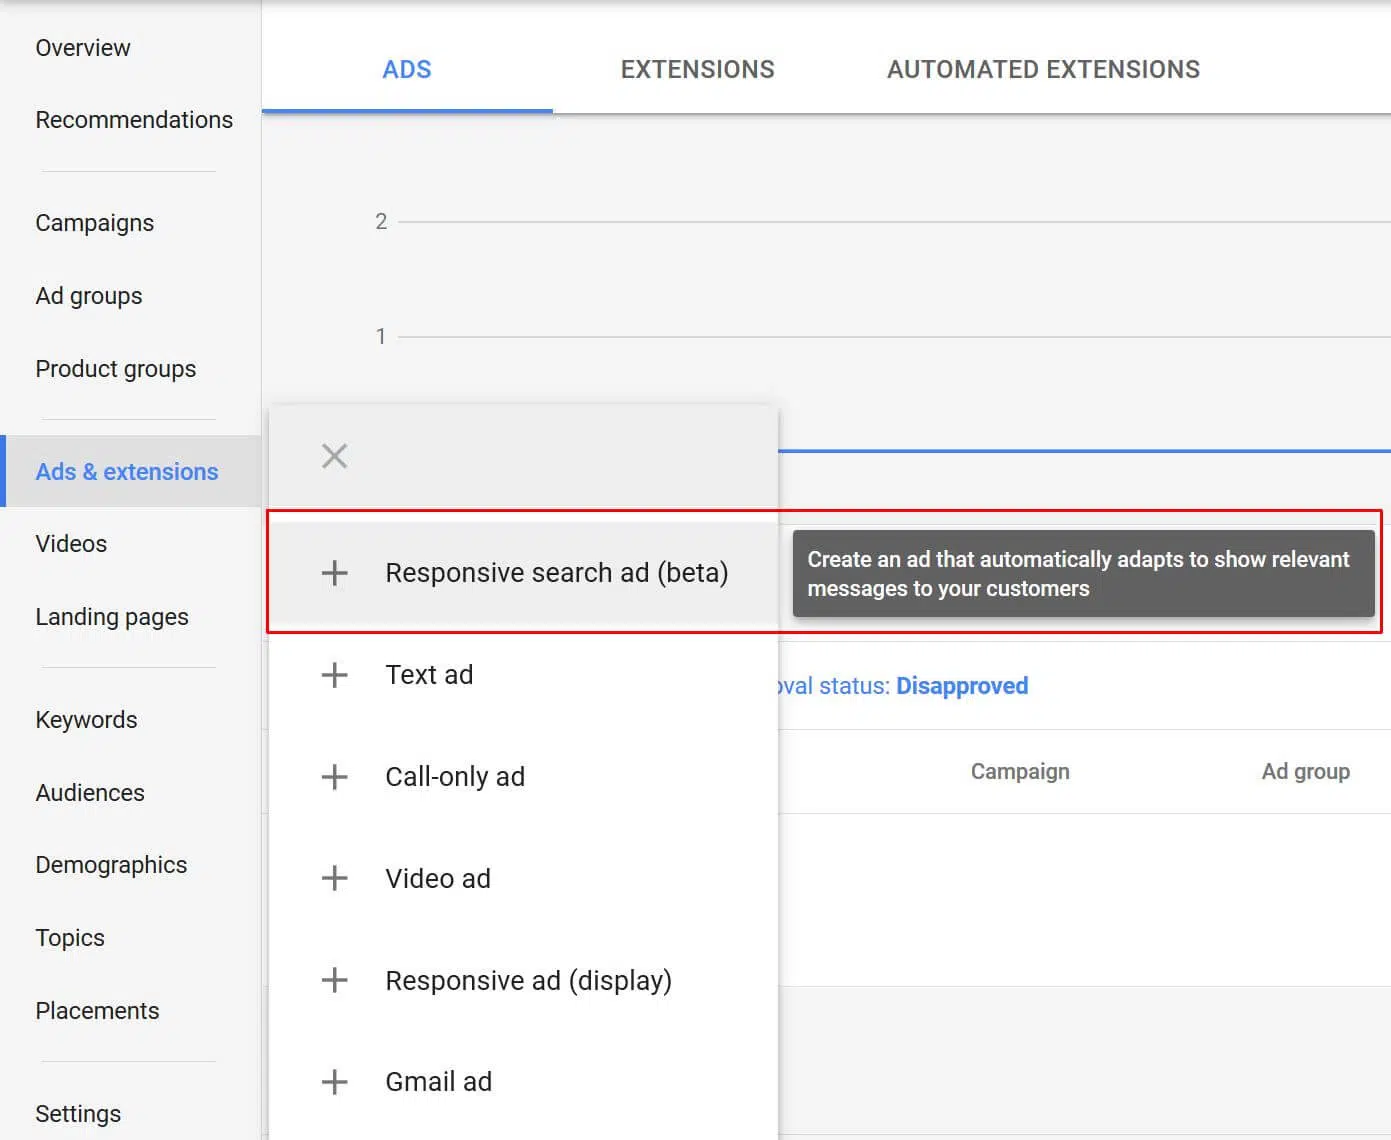 Overview
Recommendations
Campaigns
Ad groups
Product groups
Ads & extensions
Videos
Landing pages
Keywords
Audiences
Demographics
Topics
Placements
Settings
ADS
EXTENSIONS
AUTOMATED EXTENSIONS
2
1
Responsive search ad (beta)
Create an ad that automatically adapts to show relevant
messages to your customers
Text ad
Call-only ad
Video ad
Responsive ad (display)
Gmail ad
status: Disapproved
Campaign
Ad group